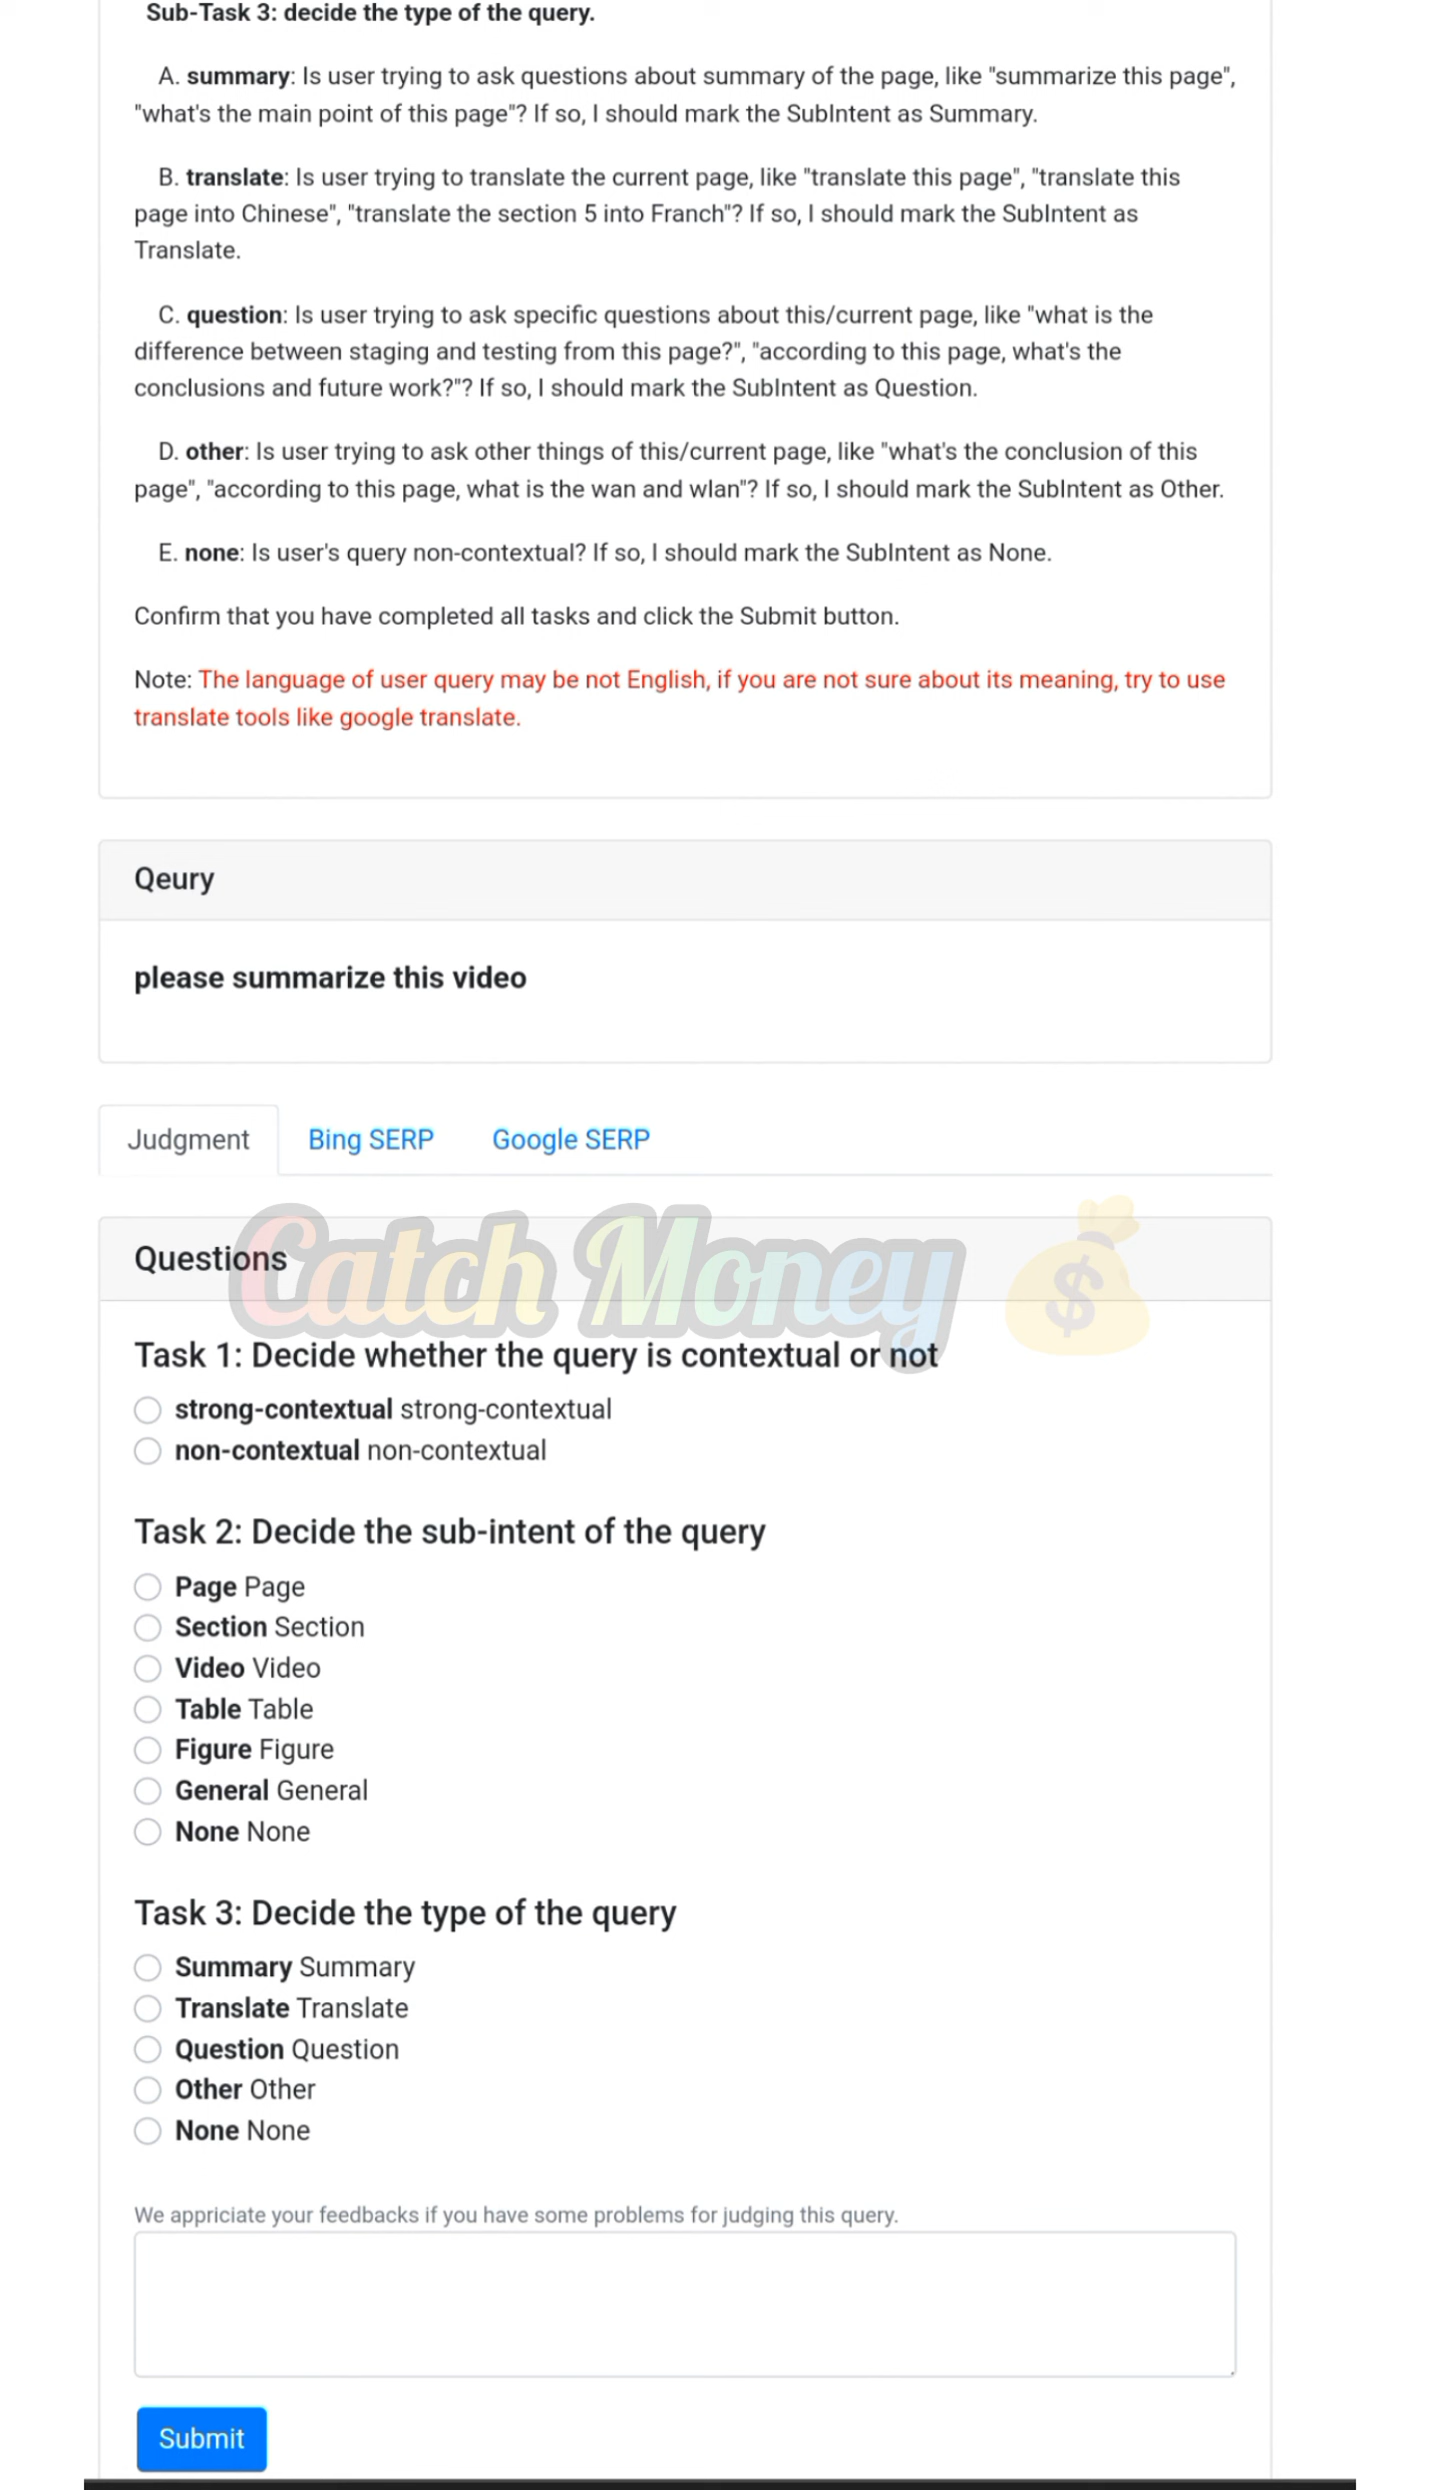 Sub-Task 3: decide the type of the query.
A. summary: Is user trying to ask questions about summary of the page, like "summarize this page",
"what's the main point of this page"? If so, I should mark the SubIntent as Summary.
B. translate: Is user trying to translate the current page, like "translate this page", "translate this
page into Chinese", "translate the section 5 into Franch"? If so, I should mark the SubIntent as
Translate.
C. question: Is user trying to ask specific questions about this/current page, like "what is the
difference between staging and testing from this page?", "according to this page, what's the
conclusions and future work?"? If so, I should mark the SubIntent as Question.
D. other: Is user trying to ask other things of this/current page, like "what's the conclusion of this
page", "according to this page, what is the wan and wlan"? If so, I should mark the SubIntent as Other.
E. none: Is user's query non-contextual? If so, I should mark the SubIntent as None.
Confirm that you have completed all tasks and click the Submit button.
Note: The language of user query may be not English, if you are not sure about its meaning, try to use
translate tools like google translate.
Qeury
please summarize this video
Judgment Bing SERP Google SERP
Questions
Catch Money $
Task 1: Decide whether the query is contextual or not
strong-contextual strong-contextual
non-contextual non-contextual
Task 2: Decide the sub-intent of the query
Page Page
Section Section
Video Video
Table Table
Figure Figure
General General
None None
Task 3: Decide the type of the query
Summary Summary
Translate Translate
Question Question
Other Other
None None
We appriciate your feedbacks if you have some problems for judging this query.
Submit